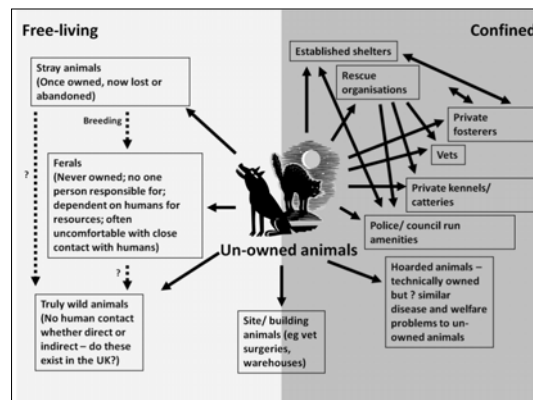 Free-living
Confined
Established shelters
Stray animals
(Once owned, now lost or
abandoned)
Rescue
organisations
Private
fosterers
Breeding
Vets
?
Ferals
(Never owned; no one
person responsible for;
dependent on humans for
resources; often
uncomfortable with close
contact with humans)
Private kennels/
catteries
Police/ council run
amenities
Un-owned animals
?
Hoarded animals –
technically owned
but ? similar
disease and welfare
problems to un-
owned animals
Truly wild animals
(No human contact
whether direct or
indirect – do these
exist in the UK?)
Site/ building
animals (eg vet
surgeries,
warehouses)